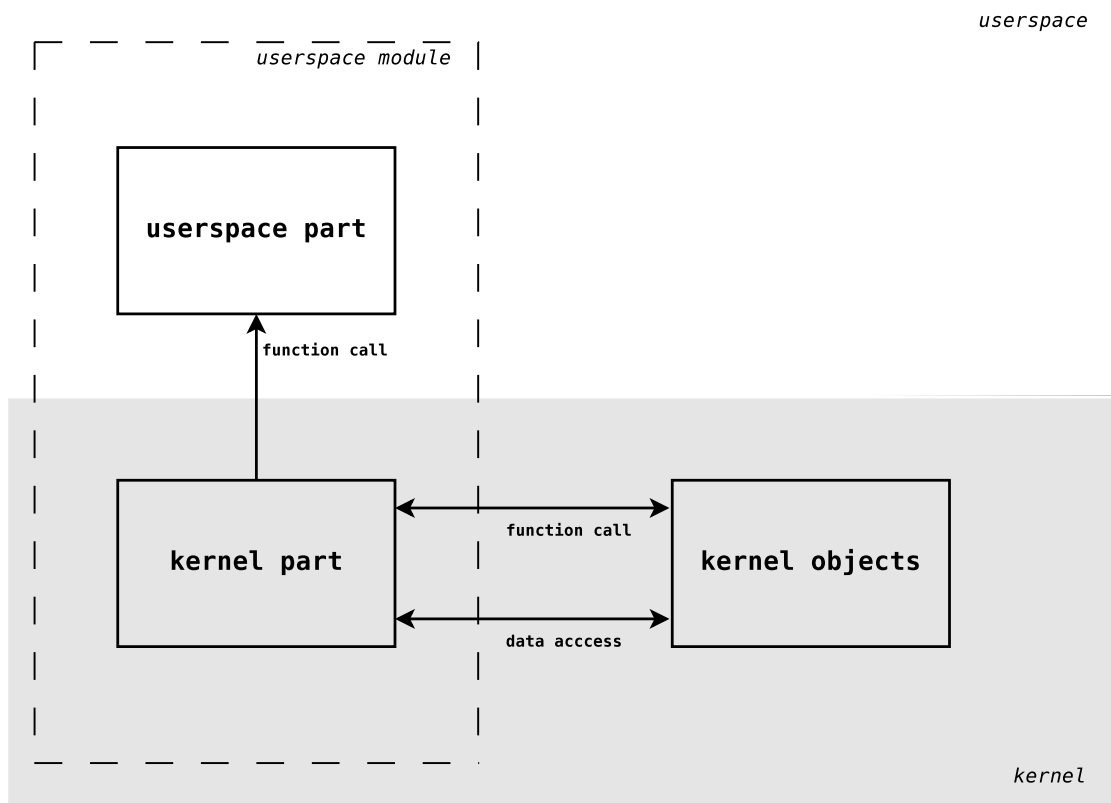 userspace
userspace module
userspace part
function call
kernel part
function call
kernel objects
data acccess
kernel